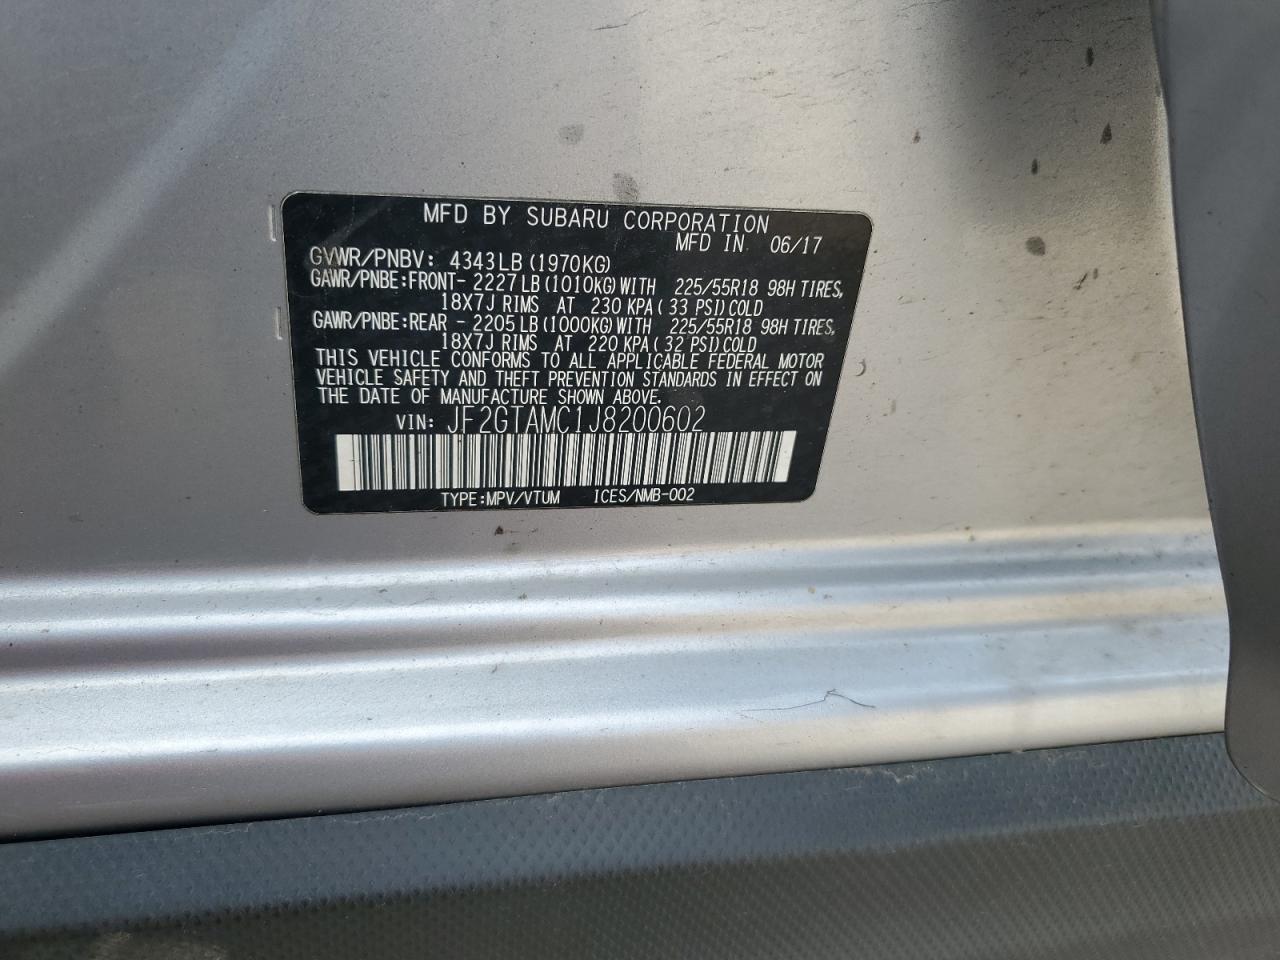 MFD BY SUBARU CORPORATION
MFD IN 06/17
GVWR/PNBV: 4343LB (1970KG)
GAWR/PNBE:FRONT- 2227LB(1010KG)WITH 225/55R18 98H TIRES,
18X7J RIMS AT 230 KPA( 33 PSI)COLD
GAWR/PNBE:REAR - 2205LB(1000KG)WITH 225/55R18 98H TIRES,
18X7J RIMS AT 220 KPA( 32 PSI)COLD
THIS VEHICLE CONFORMS TO ALL APPLICABLE FEDERAL MOTOR
VEHICLE SAFETY AND THEFT PREVENTION STANDARDS IN EFFECT ON
THE DATE OF MANUFACTURE SHOWN ABOVE.
VIN: JF2GTAMC1J8200602
TYPE:MPV/VTUM ICES/NMB-002